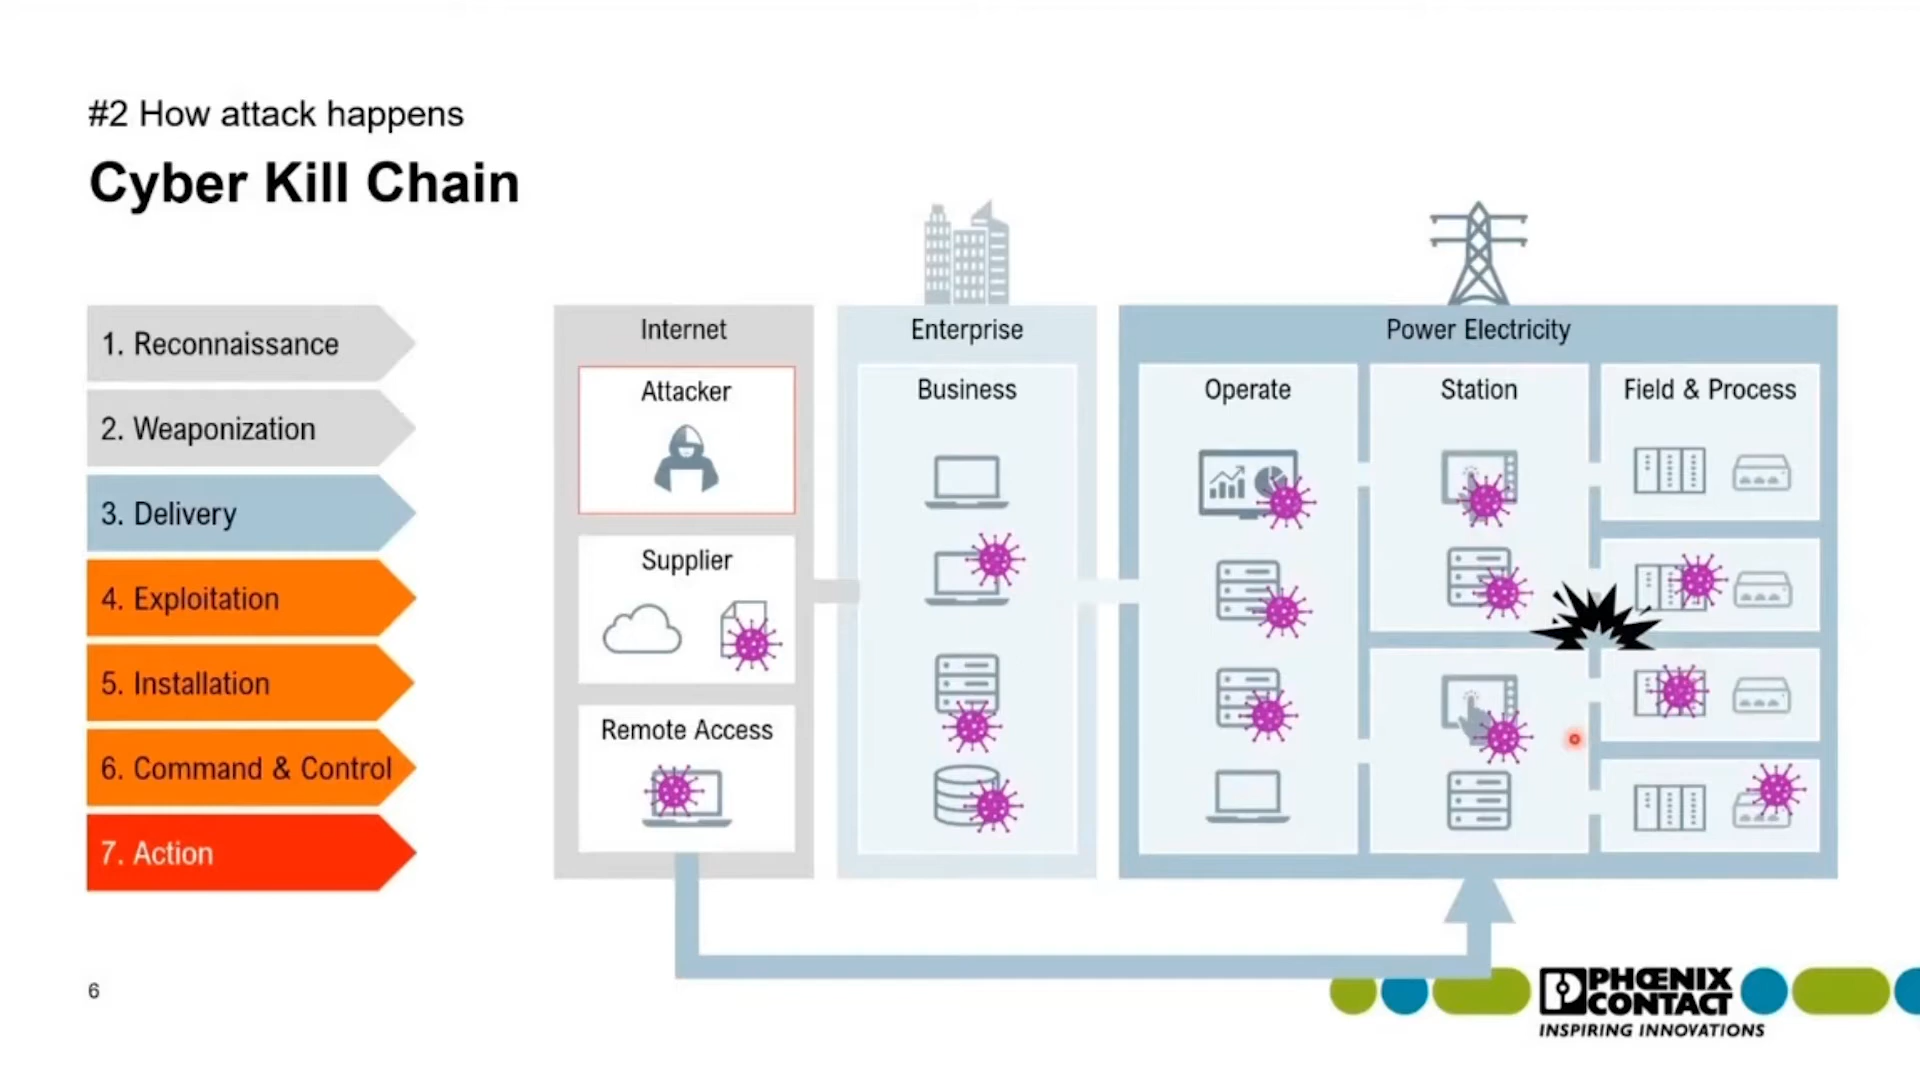 #2 How attack happens
Cyber Kill Chain
1. Reconnaissance
2. Weaponization
3. Delivery
4. Exploitation
5. Installation
6. Command & Control
7. Action
Internet
Attacker
Supplier
Remote Access
Enterprise
Business
Power Electricity
Operate
Station
Field & Process
6
PHŒNIX
CONTACT
INSPIRING INNOVATIONS